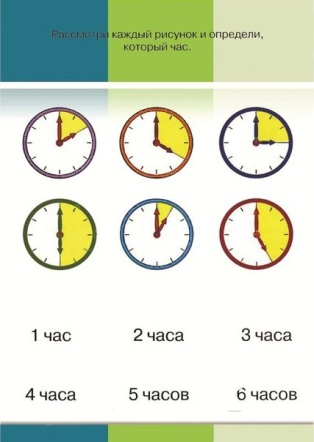 Рассмотри каждый рисунок и определи,
который час.
1 час 2 часа 3 часа
4 часа 5 часов 6 часов